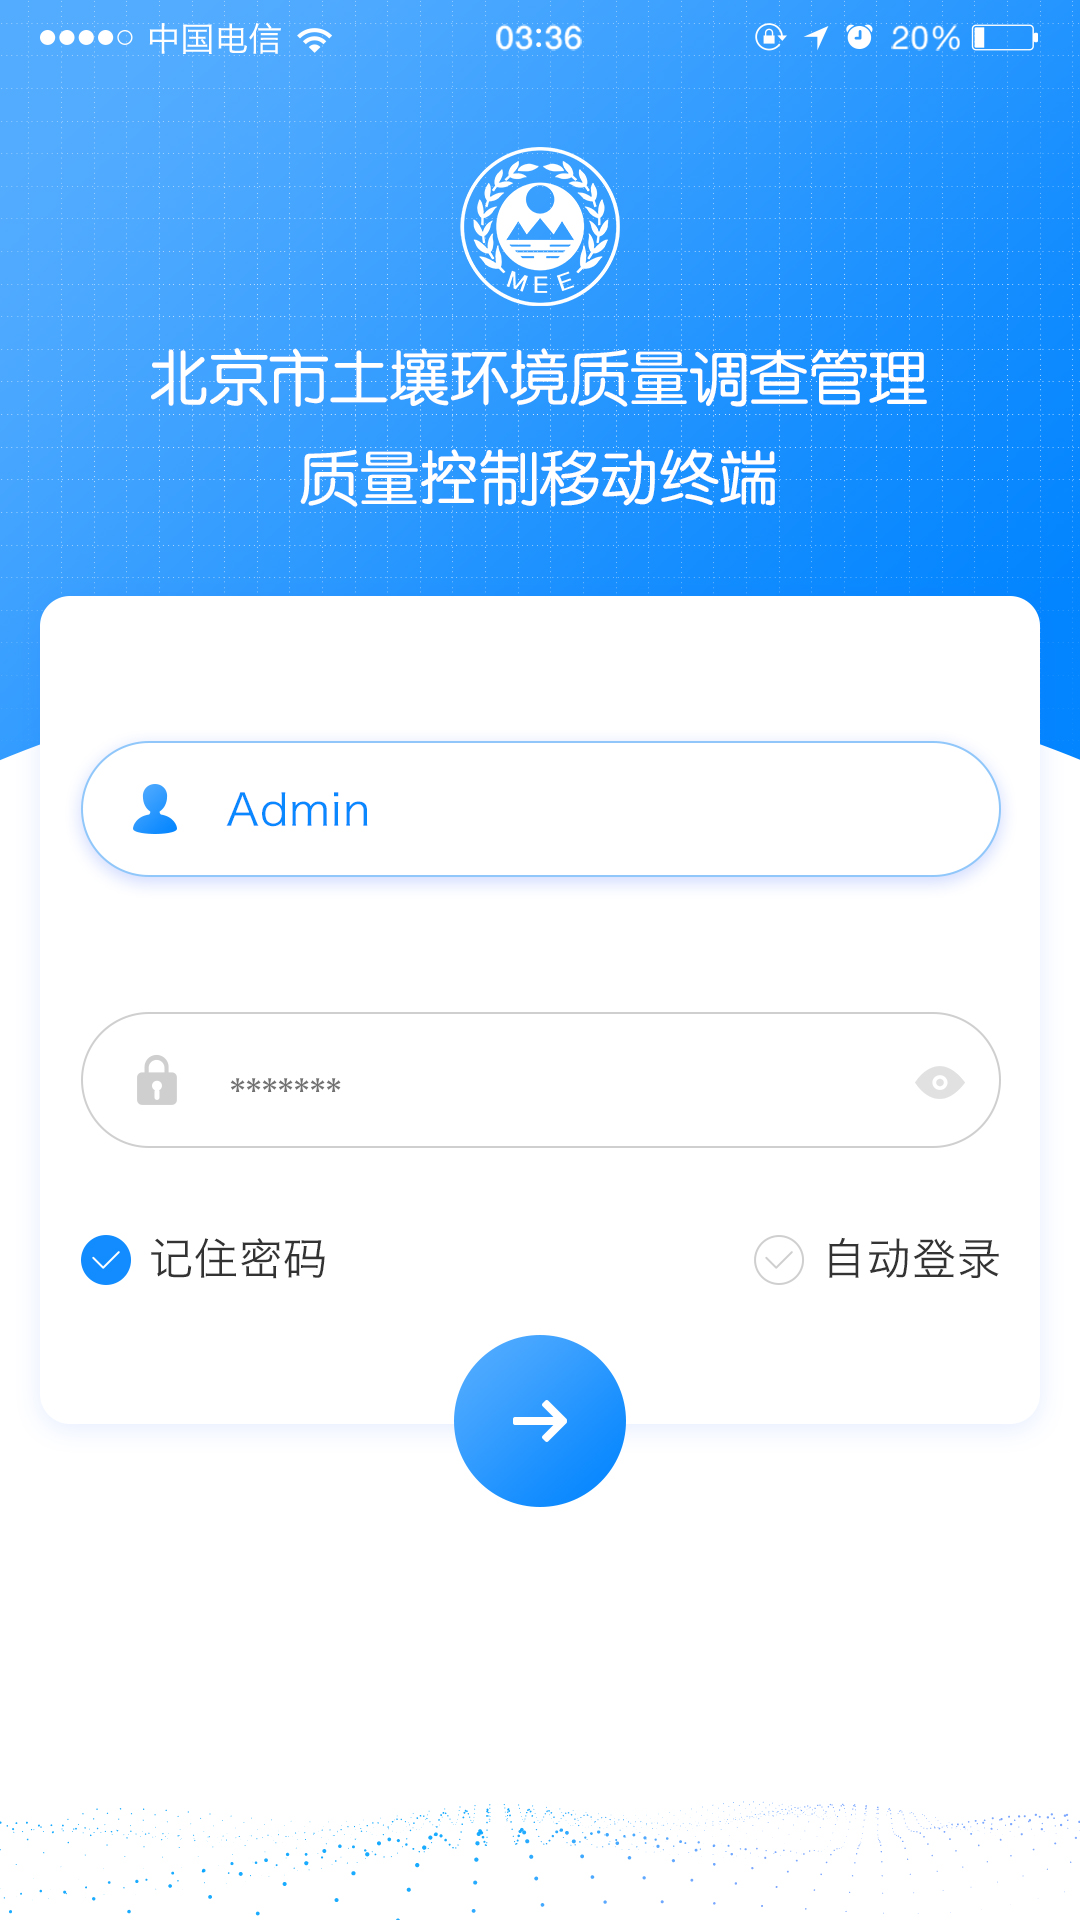 中国电信 03:36 20%
MEE
北京市土壤环境质量调查管理
质量控制移动终端
Admin
*******
记住密码 自动登录